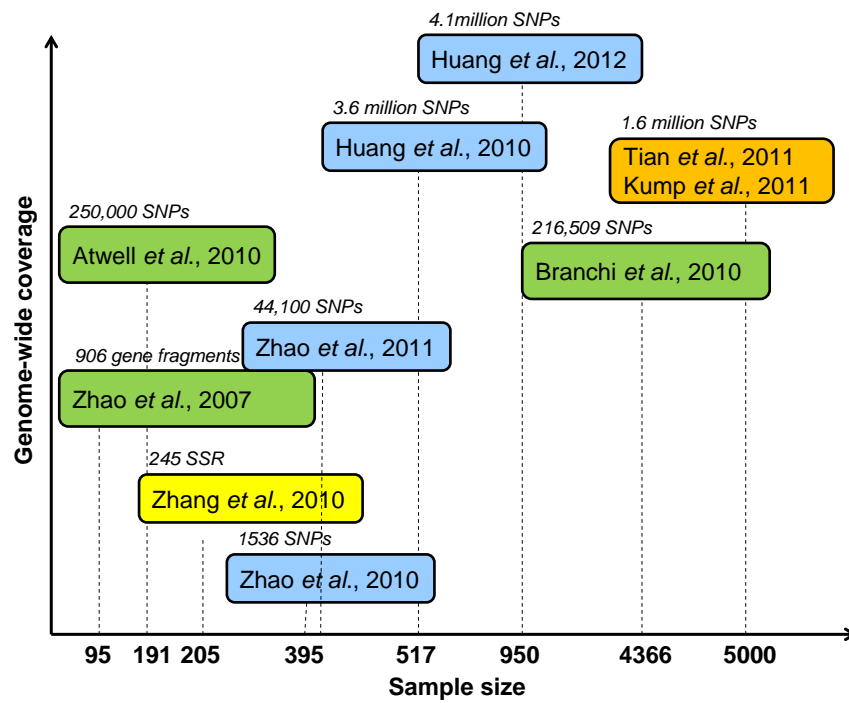 4.1million SNPs
Huang et al., 2012
3.6 million SNPs
Huang et al., 2010
1.6 million SNPs
Tian et al., 2011
Kump et al., 2011
250,000 SNPs
Atwell et al., 2010
216,509 SNPs
Branchi et al., 2010
44,100 SNPs
Zhao et al., 2011
906 gene fragments
Zhao et al., 2007
245 SSR
Zhang et al., 2010
1536 SNPs
Zhao et al., 2010
Genome-wide coverage
95 191 205 395 517 950 4366 5000
Sample size